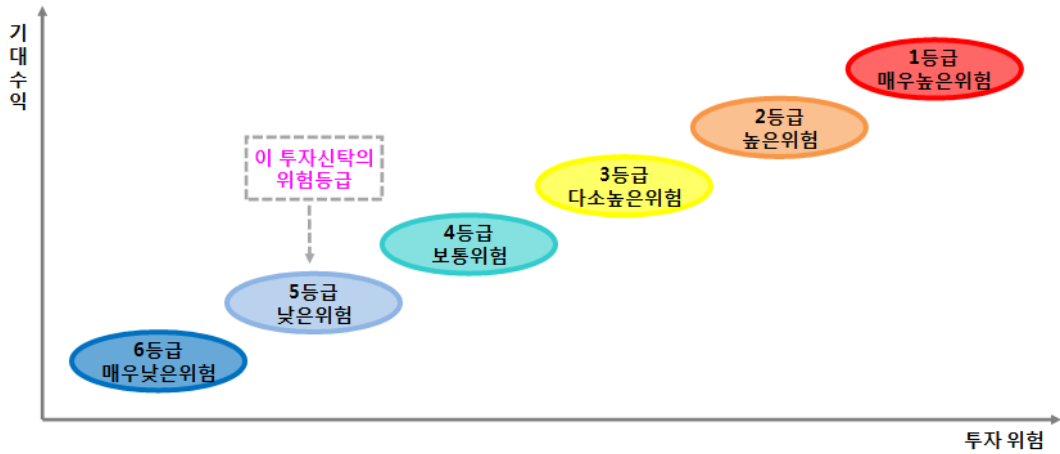 기대수익
1등급
매우높은위험
2등급
높은위험
이 투자신탁의
위험등급
3등급
다소높은위험
4등급
보통위험
5등급
낮은위험
6등급
매우낮은위험
투자 위험